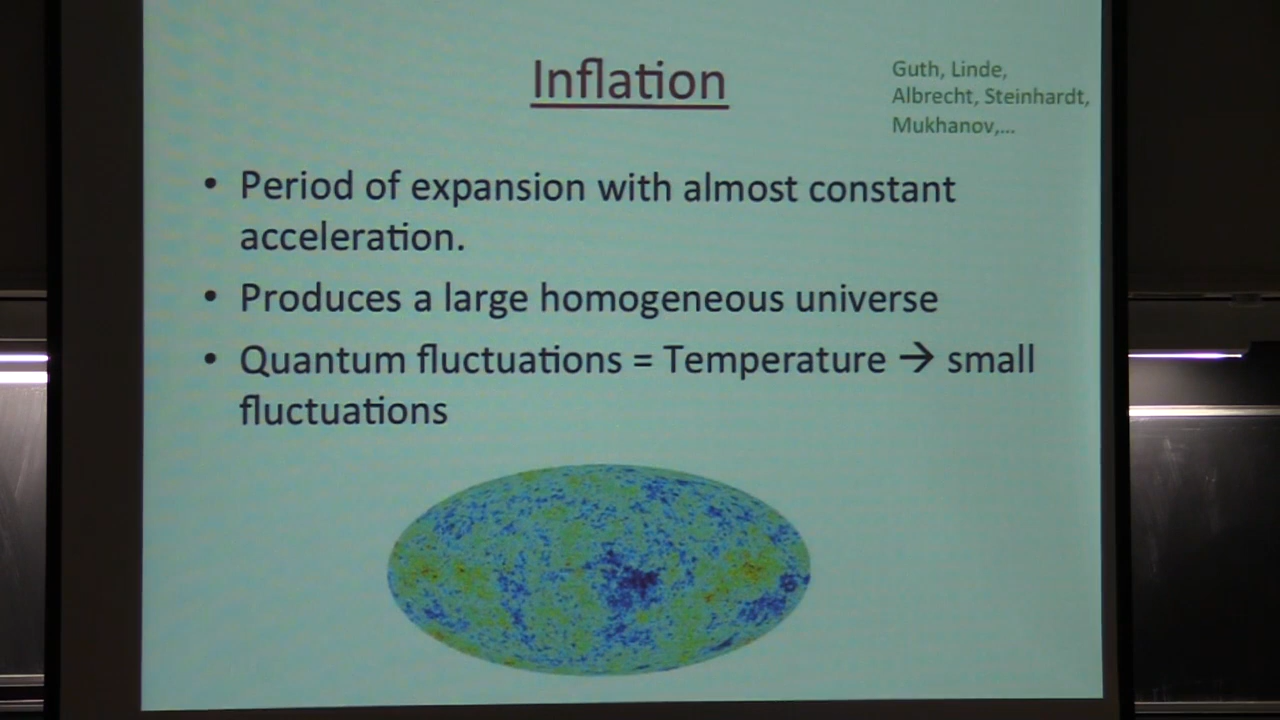 Inflation
Guth, Linde,
Albrecht, Steinhardt,
Mukhanov,...
• Period of expansion with almost constant
acceleration.
• Produces a large homogeneous universe
• Quantum fluctuations = Temperature → small
fluctuations